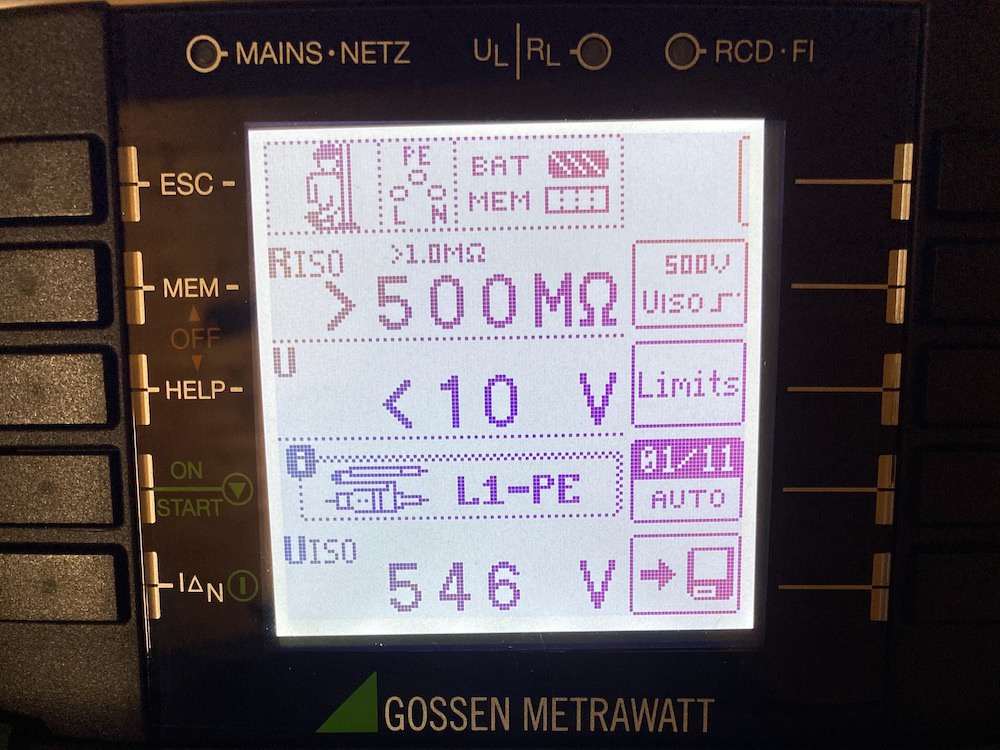 MAINS · NETZ
UL|RL
RCD · FI
ESC
MEM
OFF
HELP
ON
START
I△N
PE
L N
BAT
MEM
RISO >1.0MΩ
>500MΩ
500V
UISO
U
<10 V
Limits
L1-PE
01/11
AUTO
UISO
546 V
GOSSEN METRAWATT